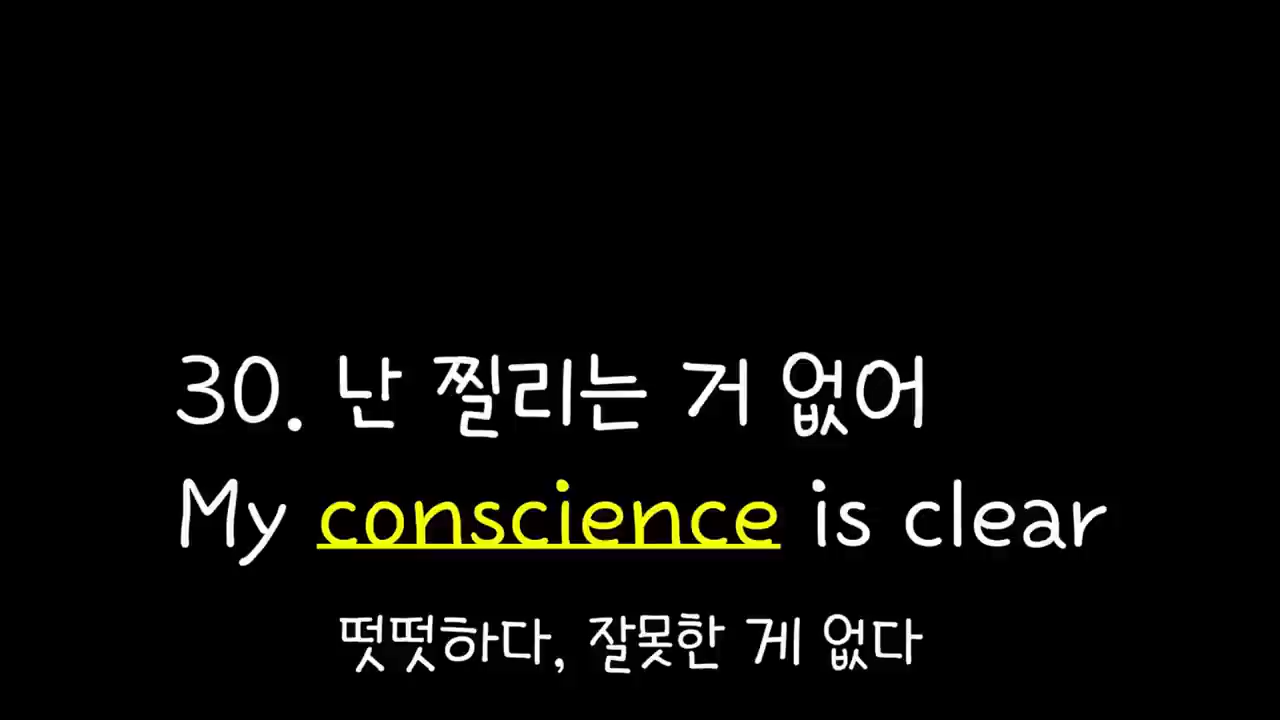 30. 난 찔리는 거 없어
My conscience is clear
떳떳하다, 잘못한 게 없다